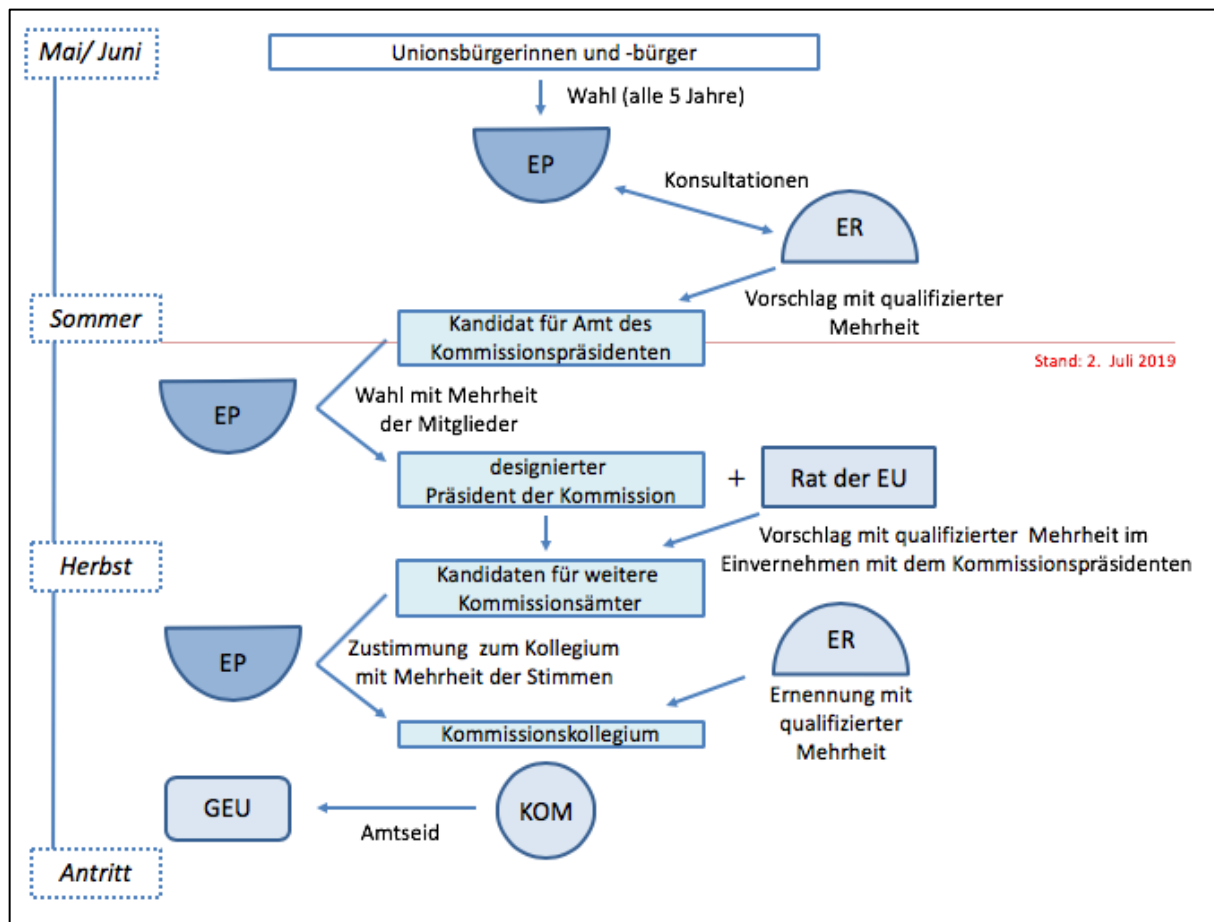 Mai/ Juni
Unionsbürgerinnen und -bürger
Wahl (alle 5 Jahre)
EP
Konsultationen
ER
Vorschlag mit qualifizierter
Mehrheit
Sommer
Kandidat für Amt des
Kommissionspräsidenten
Stand: 2. Juli 2019
EP
Wahl mit Mehrheit
der Mitglieder
designierter
Präsident der Kommission
+
Rat der EU
Vorschlag mit qualifizierter Mehrheit im
Einvernehmen mit dem Kommissionspräsidenten
Herbst
Kandidaten für weitere
Kommissionsämter
EP
Zustimmung zum Kollegium
mit Mehrheit der Stimmen
ER
Ernennung mit
qualifizierter
Mehrheit
Kommissionskollegium
GEU
Amtseid
KOM
Antritt